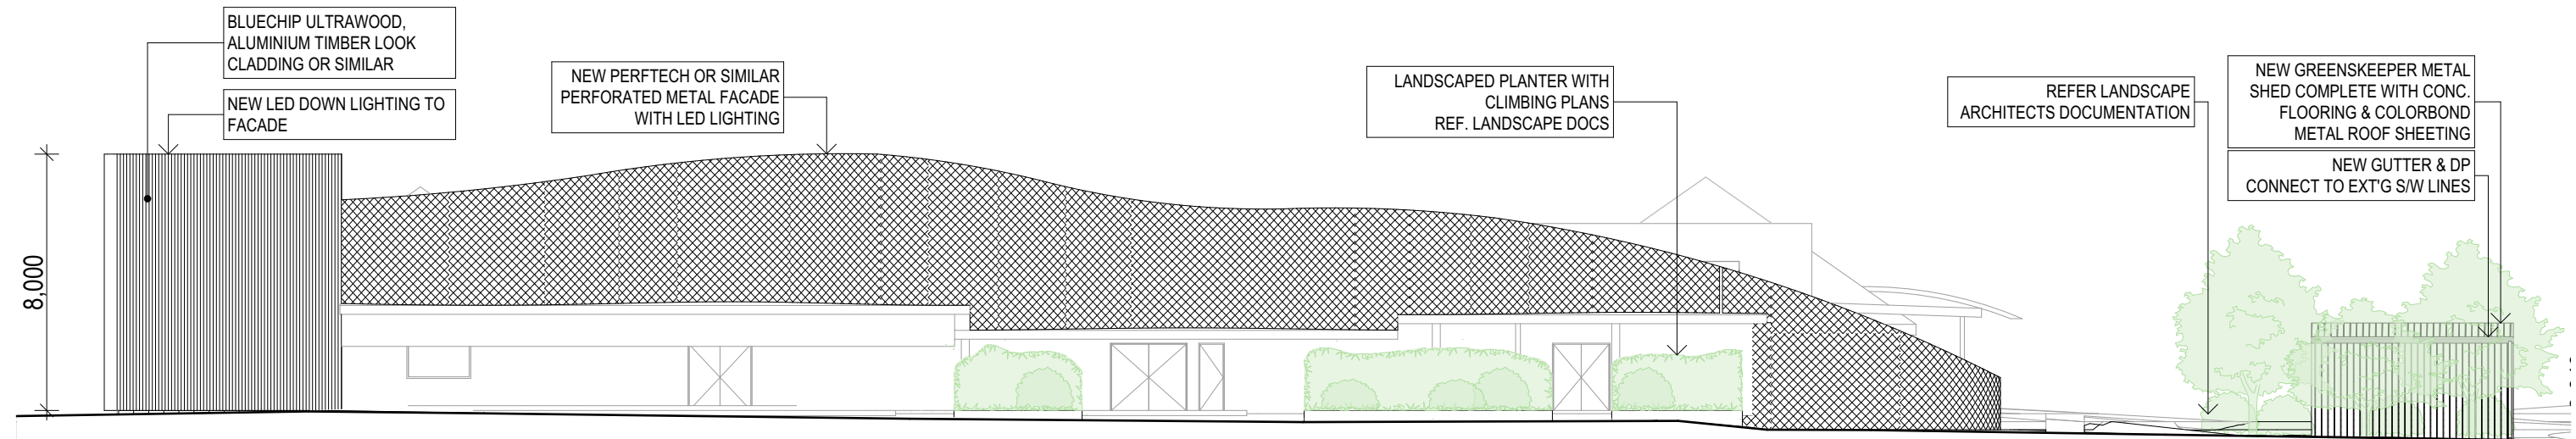 BLUECHIP ULTRAWOOD,
ALUMINIUM TIMBER LOOK
CLADDING OR SIMILAR
NEW LED DOWN LIGHTING TO
FACADE
NEW PERFTECH OR SIMILAR
PERFORATED METAL FACADE
WITH LED LIGHTING
LANDSCAPED PLANTER WITH
CLIMBING PLANS
REF. LANDSCAPE DOCS
REFER LANDSCAPE
ARCHITECTS DOCUMENTATION
NEW GREENSKEEPER METAL
SHED COMPLETE WITH CONC.
FLOORING & COLORBOND
METAL ROOF SHEETING
NEW GUTTER & DP
CONNECT TO EXT'G S/W LINES
8,000